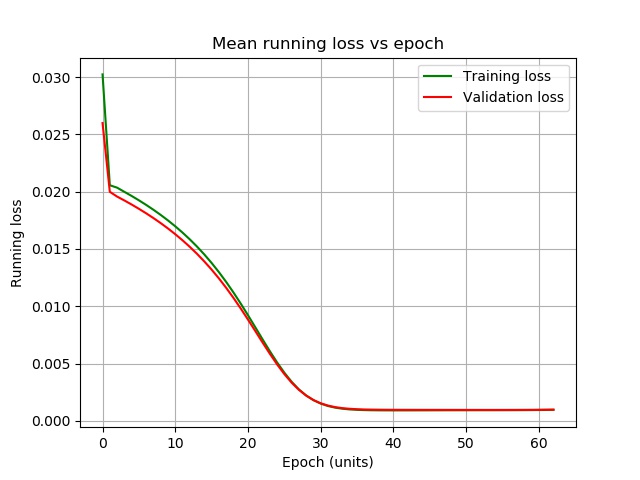 Mean running loss vs epoch
Training loss
Validation loss
Running loss
0.030
0.025
0.020
0.015
0.010
0.005
0.000
0 10 20 30 40 50 60
Epoch (units)